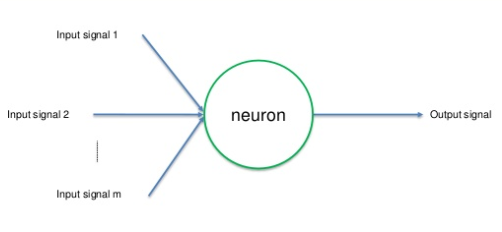 Input signal 1
Input signal 2
neuron
Output signal
Input signal m